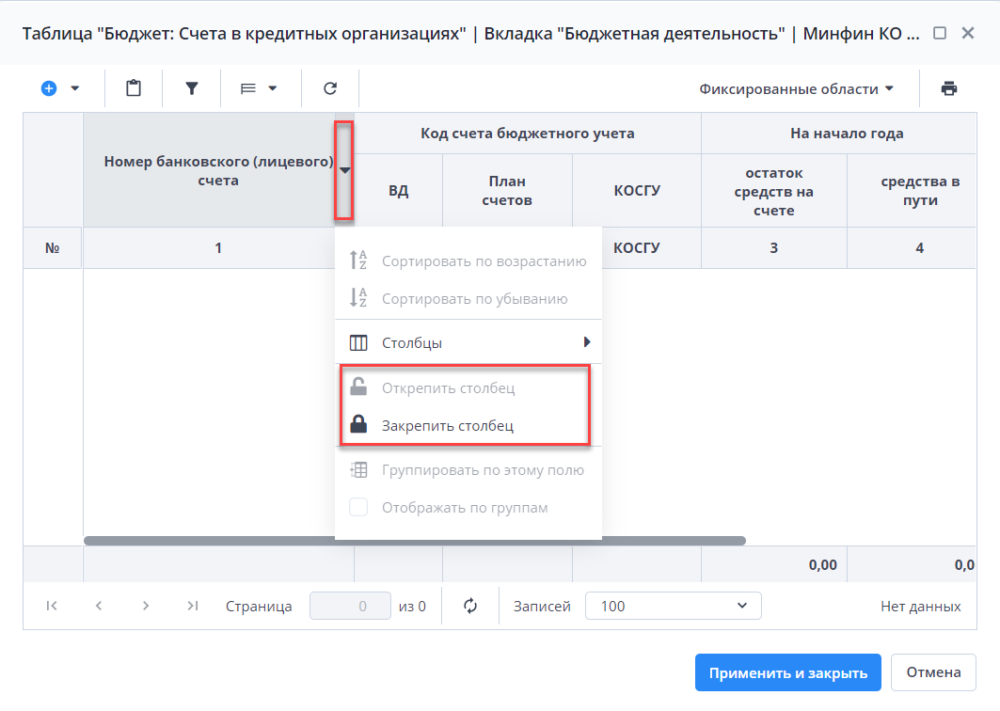 Таблица "Бюджет: Счета в кредитных организациях" | Вкладка "Бюджетная деятельность" | Минфин КО ...
Фиксированные области
Номер банковского (лицевого) счета
Код счета бюджетного учета
На начало года
ВД
План счетов
КОСГУ
остаток средств на счете
средства в пути
№
1
КОСГУ
3
4
Сортировать по возрастанию
Сортировать по убыванию
Столбцы
Открепить столбец
Закрепить столбец
Группировать по этому полю
Отображать по группам
0,00
0,0
Страница
0
из 0
Записей
100
Нет данных
Применить и закрыть
Отмена